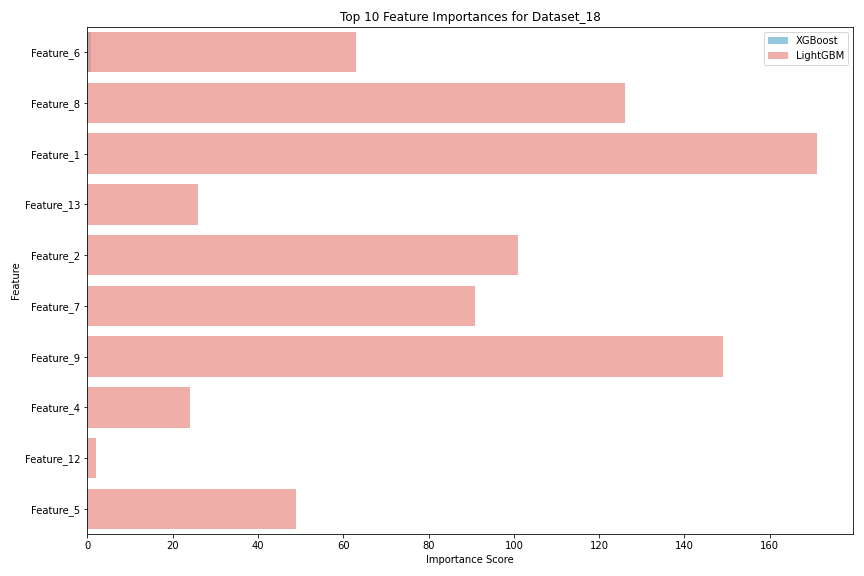 Top 10 Feature Importances for Dataset_18
XGBoost
LightGBM
Feature_6
Feature_8
Feature_1
Feature_13
Feature_2
Feature_7
Feature_9
Feature_4
Feature_12
Feature_5
Feature
0 20 40 60 80 100 120 140 160
Importance Score